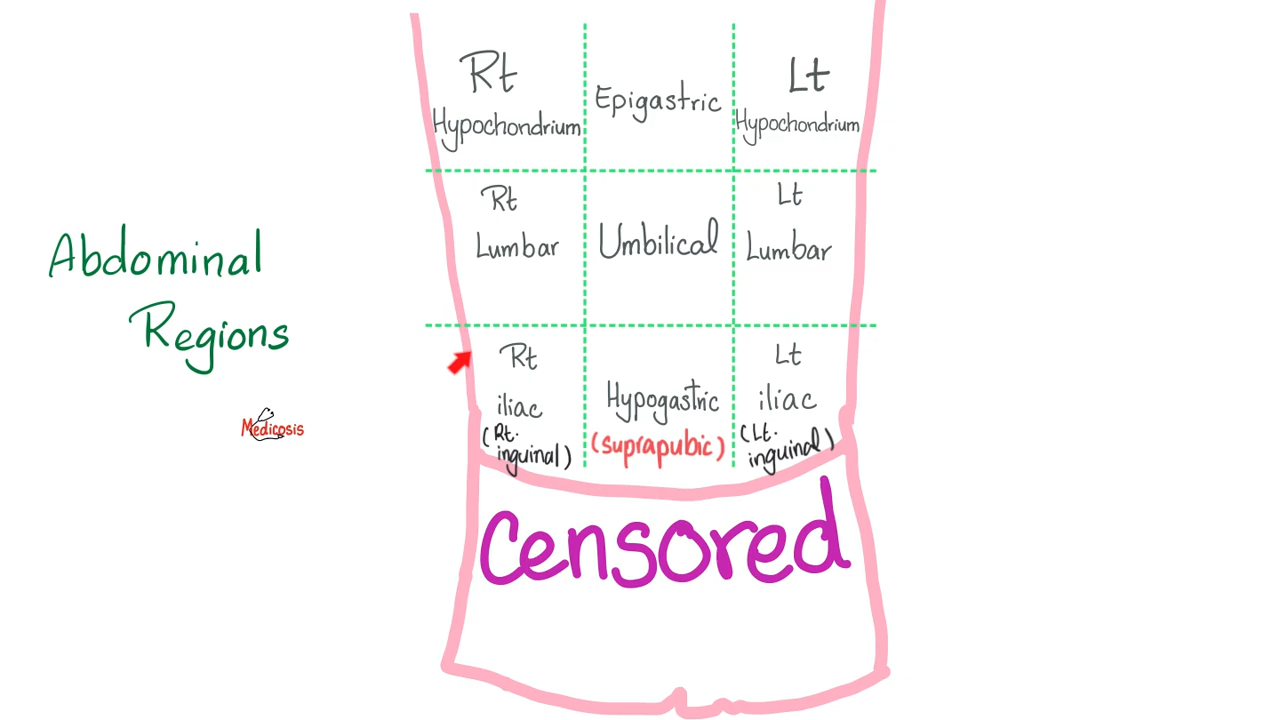 Abdominal
Regions
Medicosis
Rt
Hypochondrium
Epigastric
Lt
Hypochondrium
Rt
Lumbar
Umbilical
Lt
Lumbar
Rt
iliac
(Rt.
inguinal)
Hypogastric
(suprapubic)
Lt
iliac
(Lt.
inguinal)
Censored